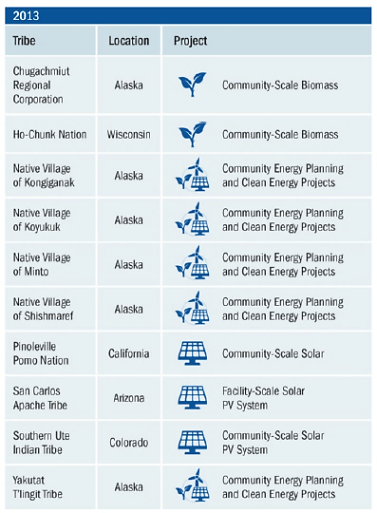 2013
Tribe Location Project
Chugachmiut
Regional
Corporation
Alaska
Community-Scale Biomass
Ho-Chunk Nation
Wisconsin
Community-Scale Biomass
Native Village
of Kongiganak
Alaska
Community Energy Planning
and Clean Energy Projects
Native Village
of Koyukuk
Alaska
Community Energy Planning
and Clean Energy Projects
Native Village
of Minto
Alaska
Community Energy Planning
and Clean Energy Projects
Native Village
of Shishmaref
Alaska
Community Energy Planning
and Clean Energy Projects
Pinoleville
Pomo Nation
California
Community-Scale Solar
San Carlos
Apache Tribe
Arizona
Facility-Scale Solar
PV System
Southern Ute
Indian Tribe
Colorado
Community-Scale Solar
PV System
Yakutat
T'lingit Tribe
Alaska
Community Energy Planning
and Clean Energy Projects